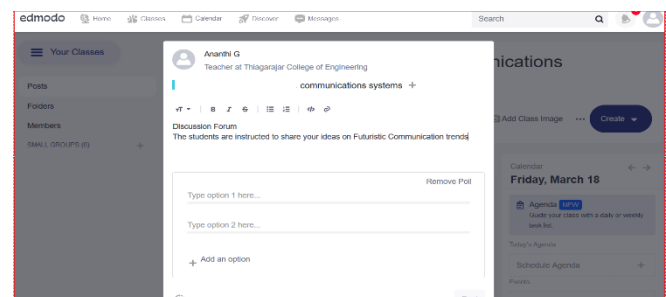 edmodo Home Classes Calendar Discover Messages Search
Your Classes
Posts
Folders
Members
SMALL GROUPS (0) +
Ananthi G
Teacher at Thiagarajar College of Engineering
communications systems +
B I S
Discussion Forum
The students are instructed to share your ideas on Futuristic Communication trends
Remove Poll
Type option 1 here...
Type option 2 here...
+ Add an option
nications
Add Class Image ... Create
Calendar
Friday, March 18
Agenda NEW
Guide your class with a daily or weekly
task list.
Today's Agenda
Schedule Agenda +
Events